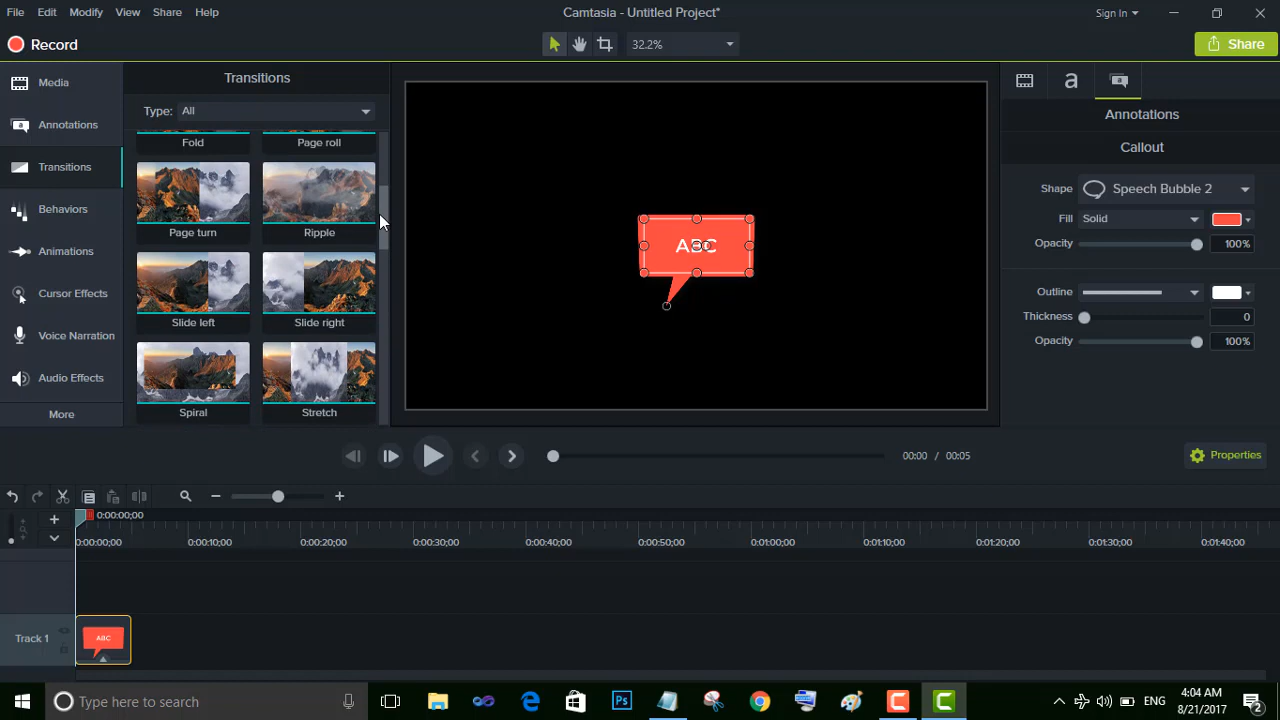 File Edit Modify View Share Help
Camtasia - Untitled Project*
Sign In
Record
32.2%
Share
Media
Annotations
Transitions
Behaviors
Animations
Cursor Effects
Voice Narration
Audio Effects
More
Transitions
Type: All
Fold Page roll
Page turn Ripple
Slide left Slide right
Spiral Stretch
ABC
a
Annotations
Callout
Shape Speech Bubble 2
Fill Solid
Opacity 100%
Outline
Thickness 0
Opacity 100%
00:00 / 00:05
Properties
0:00:00;00
0:00:00;00 0:00:10;00 0:00:20;00 0:00:30;00 0:00:40;00 0:00:50;00 0:01:00;00 0:01:10;00 0:01:20;00 0:01:30;00 0:01:40;00
Track 1
ABC
Type here to search
ENG
4:04 AM
8/21/2017
2